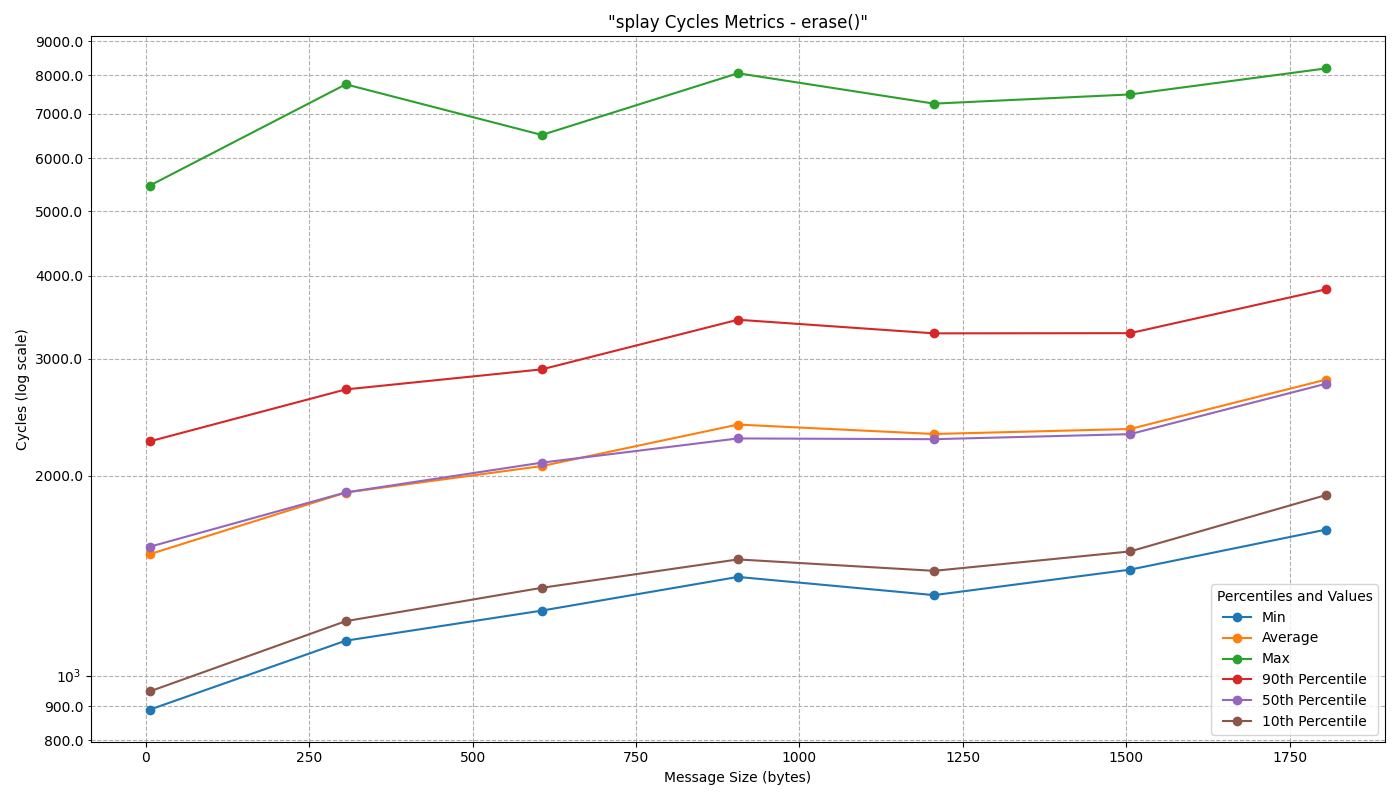 "splay Cycles Metrics - erase()"
Cycles (log scale)
9000.0
8000.0
7000.0
6000.0
5000.0
4000.0
3000.0
2000.0
10³
900.0
800.0
0 250 500 750 1000 1250 1500 1750
Message Size (bytes)
Percentiles and Values
Min
Average
Max
90th Percentile
50th Percentile
10th Percentile